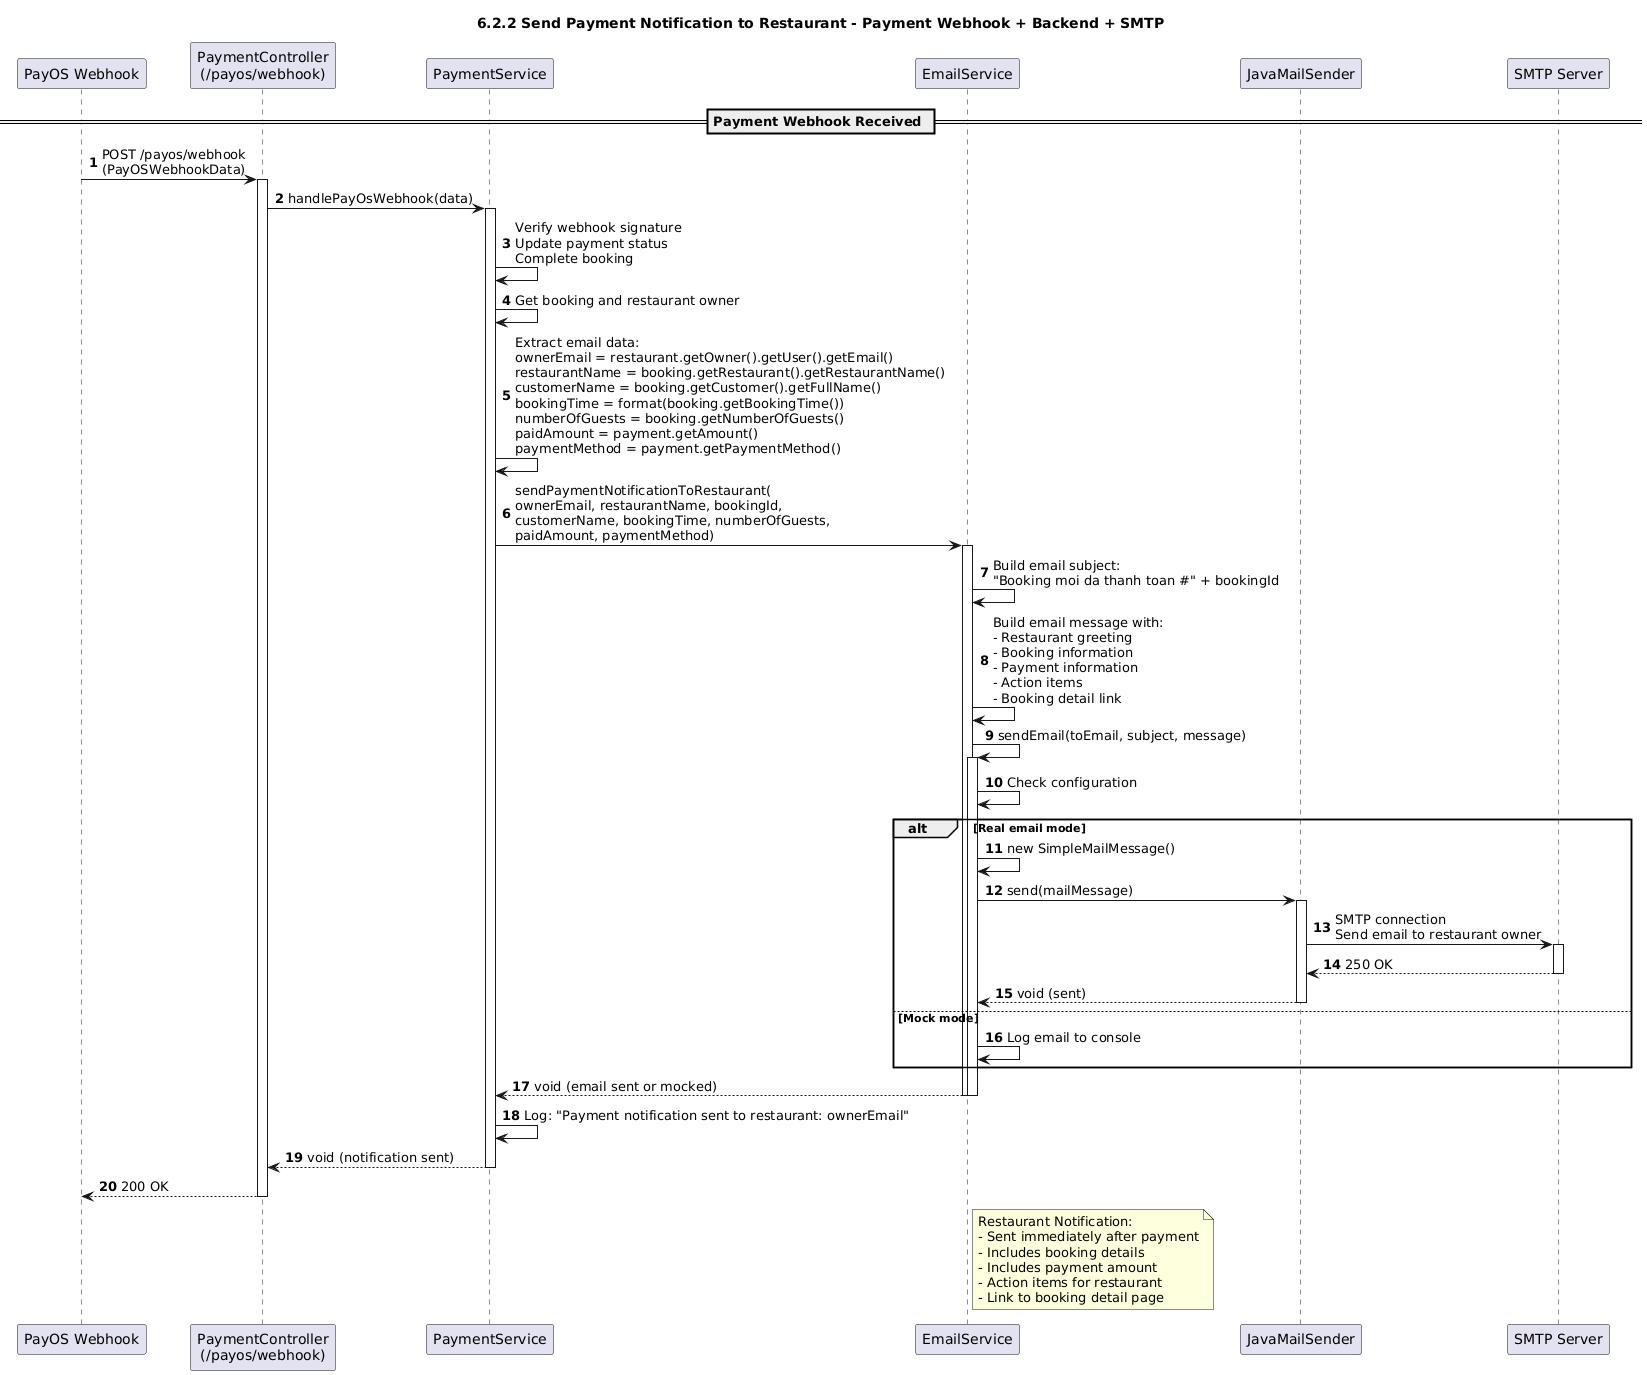 6.2.2 Send Payment Notification to Restaurant - Payment Webhook + Backend + SMTP
PayOS Webhook
PaymentController
(/payos/webhook)
PaymentService
EmailService
JavaMailSender
SMTP Server
Payment Webhook Received
1 POST /payos/webhook
(PayOSWebhookData)
2 handlePayOsWebhook(data)
3 Verify webhook signature
Update payment status
Complete booking
4 Get booking and restaurant owner
5 Extract email data:
ownerEmail = restaurant.getOwner().getUser().getEmail()
restaurantName = booking.getRestaurant().getRestaurantName()
customerName = booking.getCustomer().getFullName()
bookingTime = format(booking.getBookingTime())
numberOfGuests = booking.getNumberOfGuests()
paidAmount = payment.getAmount()
paymentMethod = payment.getPaymentMethod()
6 sendPaymentNotificationToRestaurant(
ownerEmail, restaurantName, bookingId,
customerName, bookingTime, numberOfGuests,
paidAmount, paymentMethod)
7 Build email subject:
"Booking moi da thanh toan #" + bookingId
8 Build email message with:
- Restaurant greeting
- Booking information
- Payment information
- Action items
- Booking detail link
9 sendEmail(toEmail, subject, message)
10 Check configuration
alt [Real email mode]
11 new SimpleMailMessage()
12 send(mailMessage)
13 SMTP connection
Send email to restaurant owner
14 250 OK
15 void (sent)
[Mock mode]
16 Log email to console
17 void (email sent or mocked)
18 Log: "Payment notification sent to restaurant: ownerEmail"
19 void (notification sent)
20 200 OK
Restaurant Notification:
- Sent immediately after payment
- Includes booking details
- Includes payment amount
- Action items for restaurant
- Link to booking detail page
PayOS Webhook
PaymentController
(/payos/webhook)
PaymentService
EmailService
JavaMailSender
SMTP Server